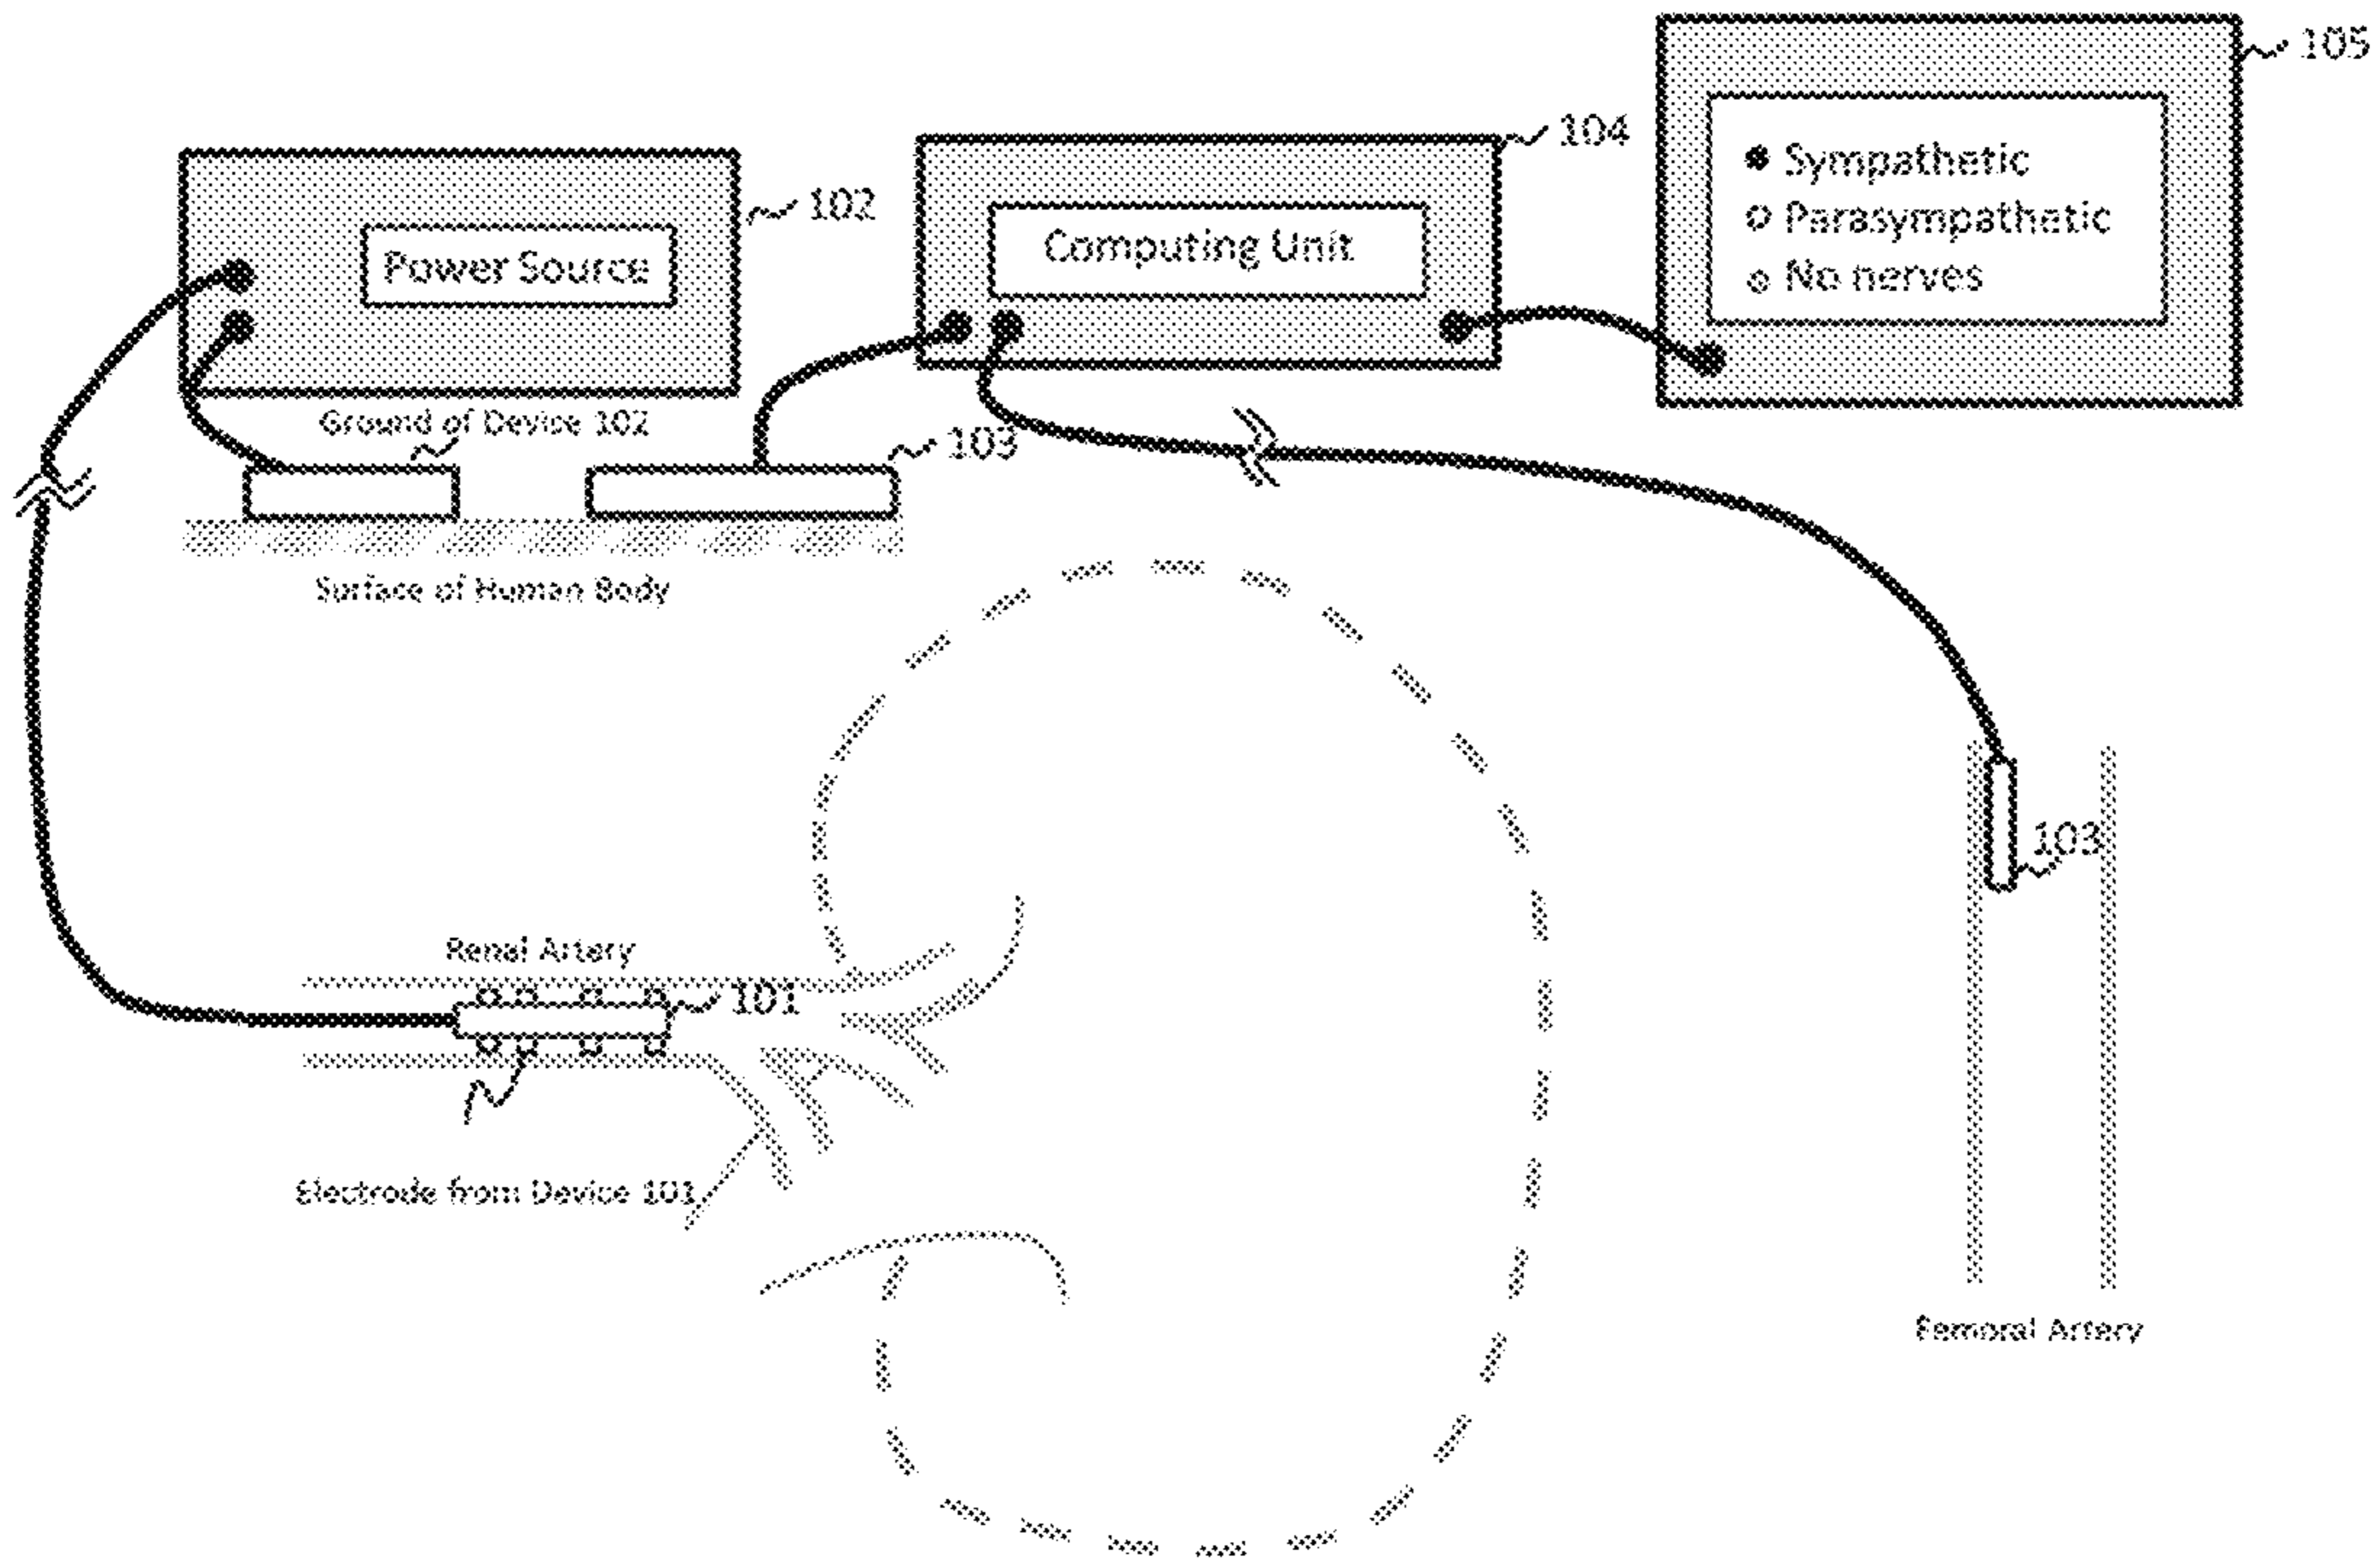 105
104
Sympathetic
Parasympathetic
No nerves
102
Power Source
Computing Unit
Ground of Device 102
103
Surface of Human Body
103
Renal Artery
101
Electrode from Device 101
Femoral Artery